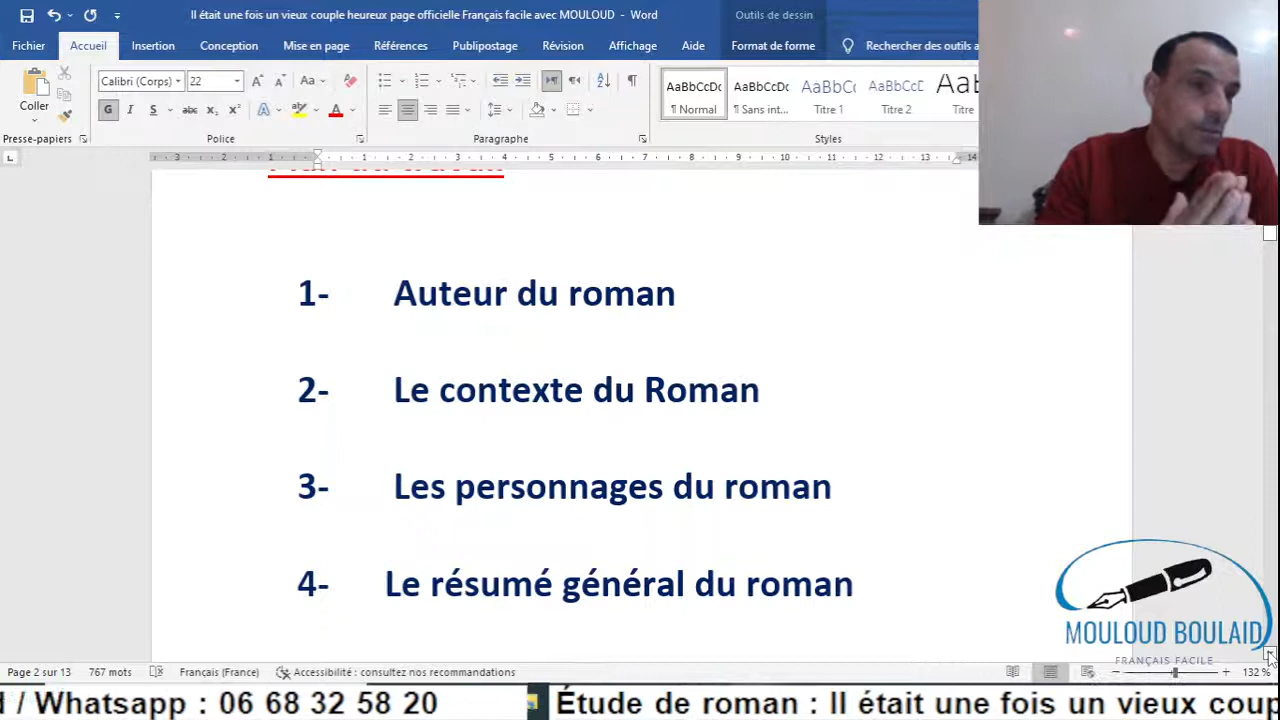 Il était une fois un vieux couple heureux page officielle Français facile avec MOULOUD - Word
Outils de dessin
Fichier Accueil Insertion Conception Mise en page Références Publipostage Révision Affichage Aide Format de forme Rechercher des outils a
Coller
Calibri (Corps) 22
AaBbCcDc AaBbCcDc AaBbCc AaBbCcD
¶ Normal ¶ Sans int... Titre 1 Titre 2 Titre
Presse-papiers Police Paragraphe Styles
1- Auteur du roman
2- Le contexte du Roman
3- Les personnages du roman
4- Le résumé général du roman
MOULOUD BOULAID
FRANÇAIS FACILE
Page 2 sur 13 767 mots Français (France) Accessibilité : consultez nos recommandations 132 %
d / Whatsapp : 06 68 32 58 20 Étude de roman : Il était une fois un vieux coup